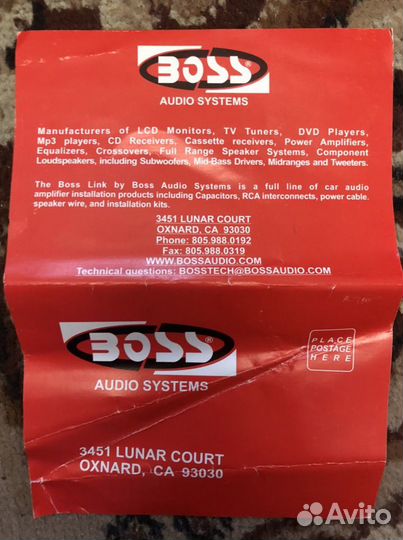 BOSS
AUDIO SYSTEMS
Manufacturers of LCD Monitors, TV Tuners, DVD Players,
Mp3 players, CD Receivers, Cassette receivers, Power Amplifiers,
Equalizers, Crossovers, Full Range Speaker Systems, Component
Loudspeakers, including Subwoofers, Mid-Bass Drivers, Midranges and Tweeters.
The Boss Link by Boss Audio Systems is a full line of car audio
amplifier installation products including Capacitors, RCA interconnects, power cable,
speaker wire, and installation kits.
3451 LUNAR COURT
OXNARD, CA 93030
Phone: 805.988.0192
Fax: 805.988.0319
WWW.BOSSAUDIO.COM
Technical questions: BOSSTECH@BOSSAUDIO.COM
BOSS
AUDIO SYSTEMS
PLACE
POSTAGE
HERE
3451 LUNAR COURT
OXNARD, CA 93030
Avito